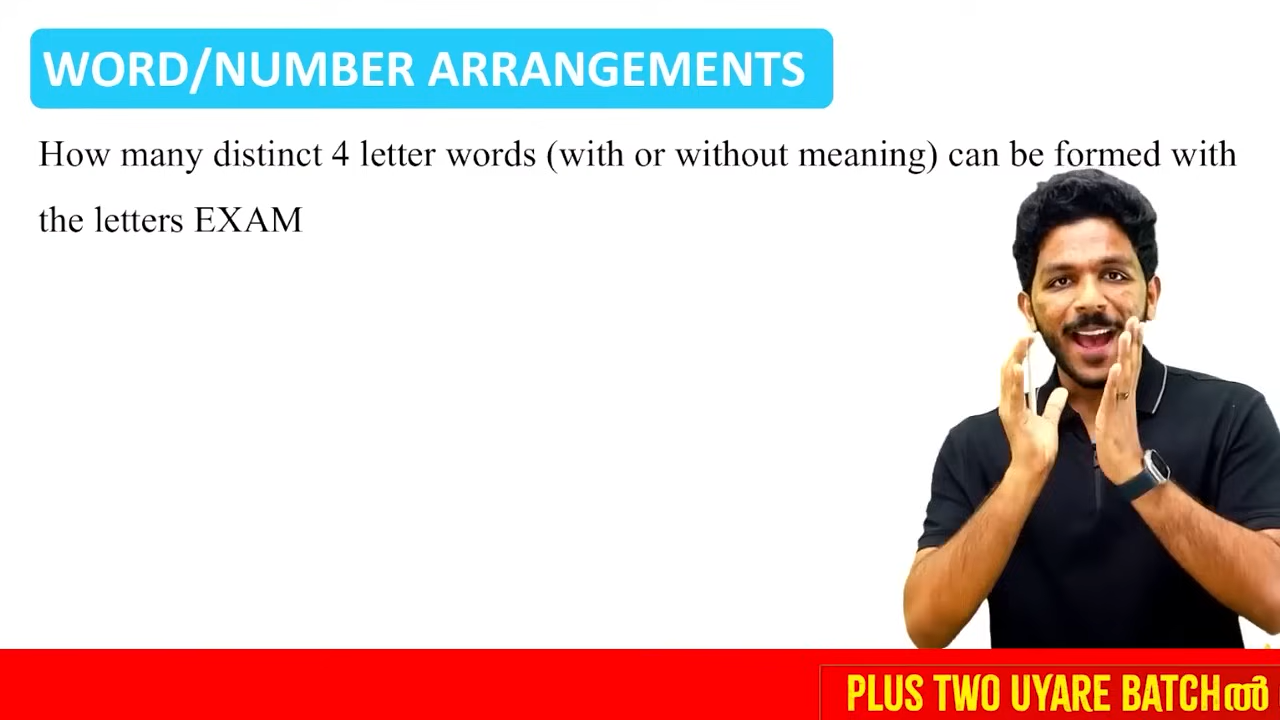 WORD/NUMBER ARRANGEMENTS
How many distinct 4 letter words (with or without meaning) can be formed with
the letters EXAM
PLUS TWO UYARE BATCHൽ